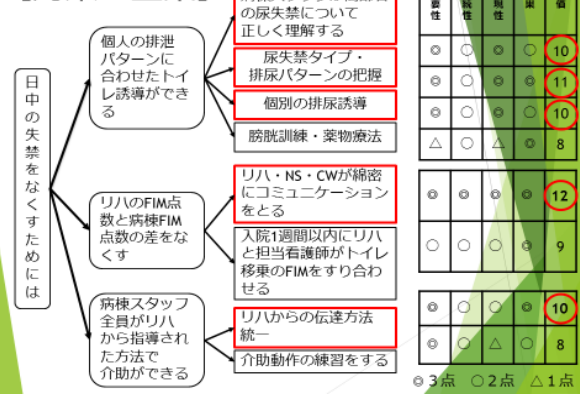 の尿失禁について
正しく理解する
個人の排泄
パターンに
合わせたトイ
レ誘導ができ
る
尿失禁タイプ・
排尿パターンの把握
個別の排尿誘導
膀胱訓練・薬物療法
日中の失禁をなくすためには
リハのFIM点
数と病棟FIM
点数の差をな
くす
リハ・NS・CWが綿密
にコミュニケーション
をとる
入院1週間以内にリハ
と担当看護師がトイレ
移乗のFIMをすり合わ
せる
病棟スタッフ
全員がリハ
から指導され
た方法で
介助ができる
リハからの伝達方法
統一
介助動作の練習をする
要性 続性 現性 果 価
◎ ○ ◎ ○ 10
◎ ○ ◎ ◎ 11
◎ ○ ◎ ○ 10
△ ○ △ ◎ 8
◎ ◎ ◎ ◎ 12
○ ○ ○ ◎ 9
◎ ○ ○ ◎ 10
◎ ○ △ ○ 8
◎3点 ○2点 △1点